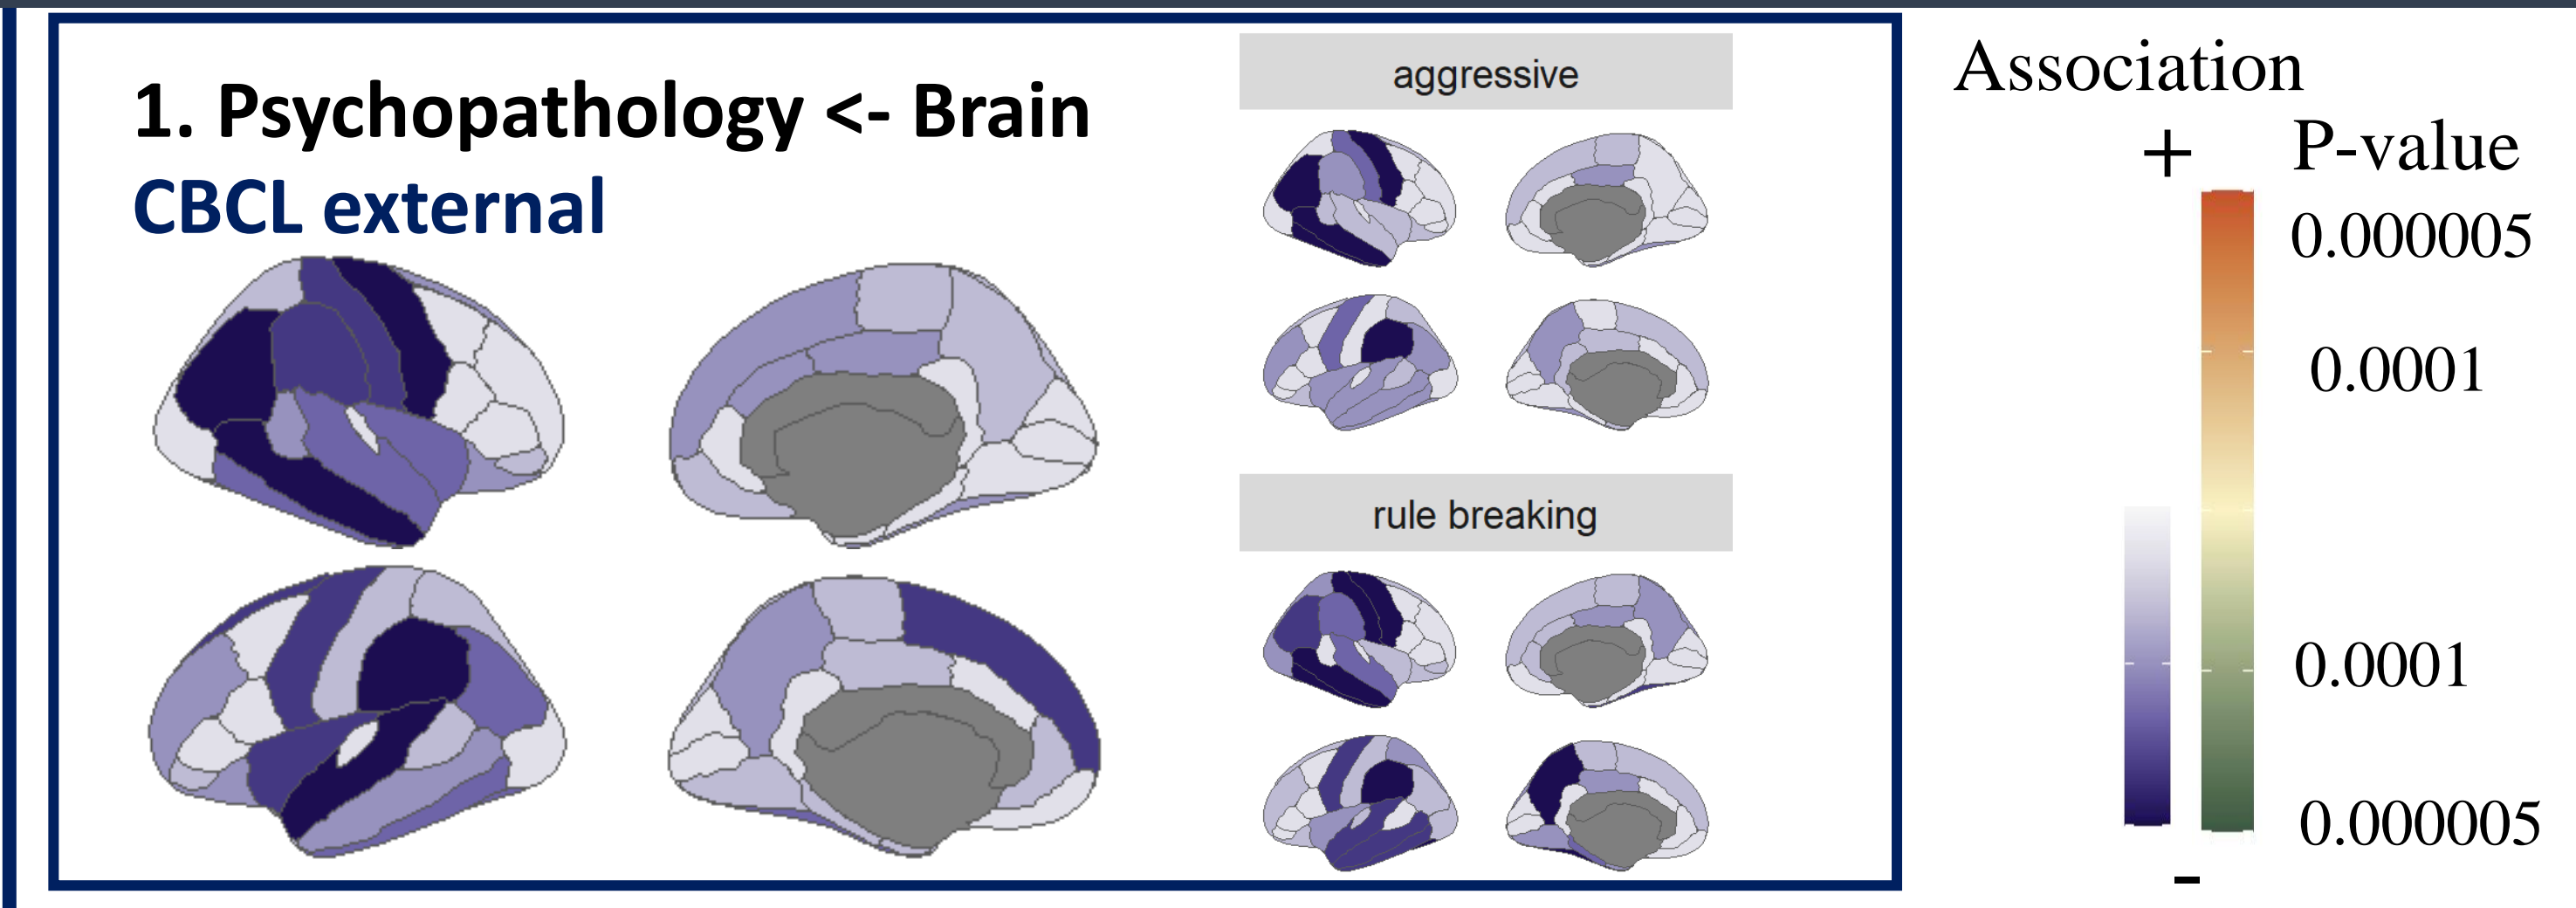 1. Psychopathology <- Brain
CBCL external
aggressive
rule breaking
Association
+
P-value
0.000005
0.0001
0.0001
0.000005
-